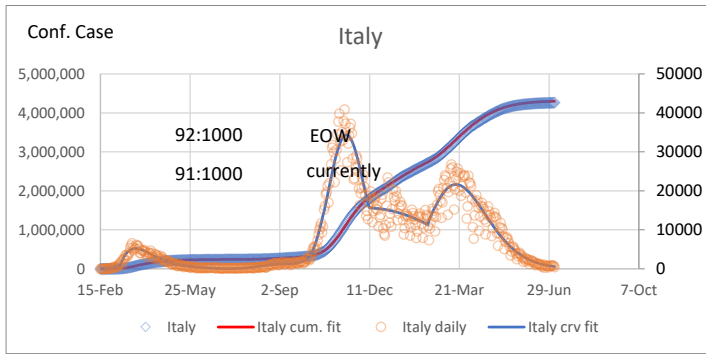 Conf. Case
Italy
5,000,000
50000
4,000,000
92:1000
EOW
40000
3,000,000
91:1000
currently
30000
2,000,000
20000
1,000,000
10000
0
0
15-Feb 25-May 2-Sep 11-Dec 21-Mar 29-Jun 7-Oct
Italy Italy cum. fit Italy daily Italy crv fit